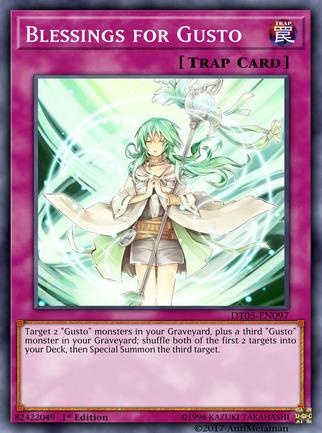 Blessings for Gusto
TRAP
罠
[Trap Card]
DT05-EN097
Target 2 "Gusto" monsters in your Graveyard, plus a third "Gusto"
monster in your Graveyard; shuffle both of the first 2 targets into
your Deck, then Special Summon the third target.
82422049 1st Edition
©1996 KAZUKI TAKAHASHI
©2017 AntiMetaman